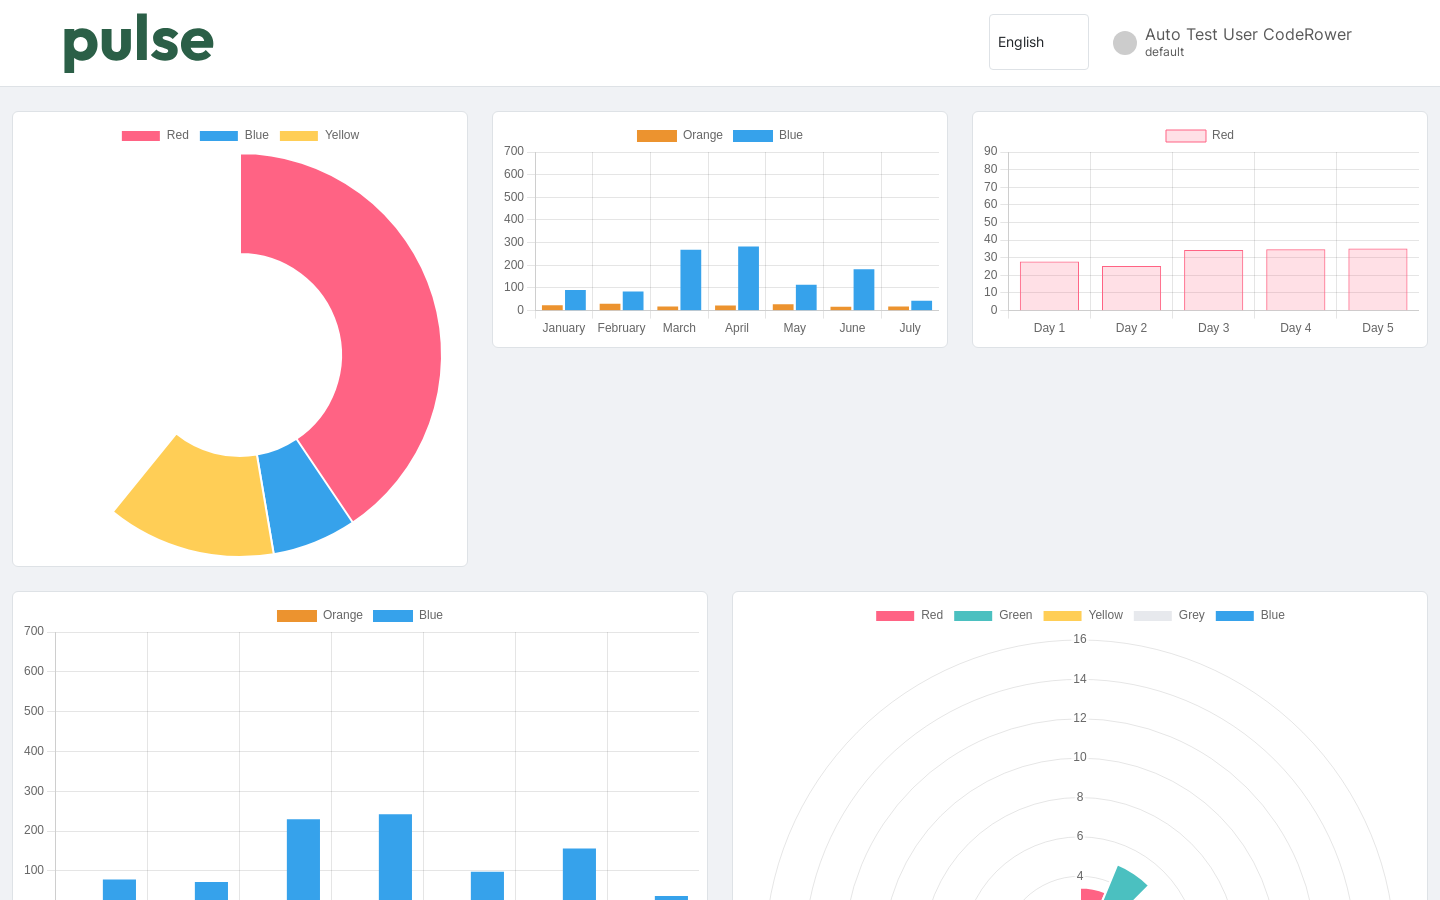 pulse
English
Auto Test User CodeRower
default
Red Blue Yellow
Orange Blue
700
600
500
400
300
200
100
0
January February March April May June July
Red
90
80
70
60
50
40
30
20
10
0
Day 1 Day 2 Day 3 Day 4 Day 5
Orange Blue
700
600
500
400
300
200
100
Red Green Yellow Grey Blue
16
14
12
10
8
6
4